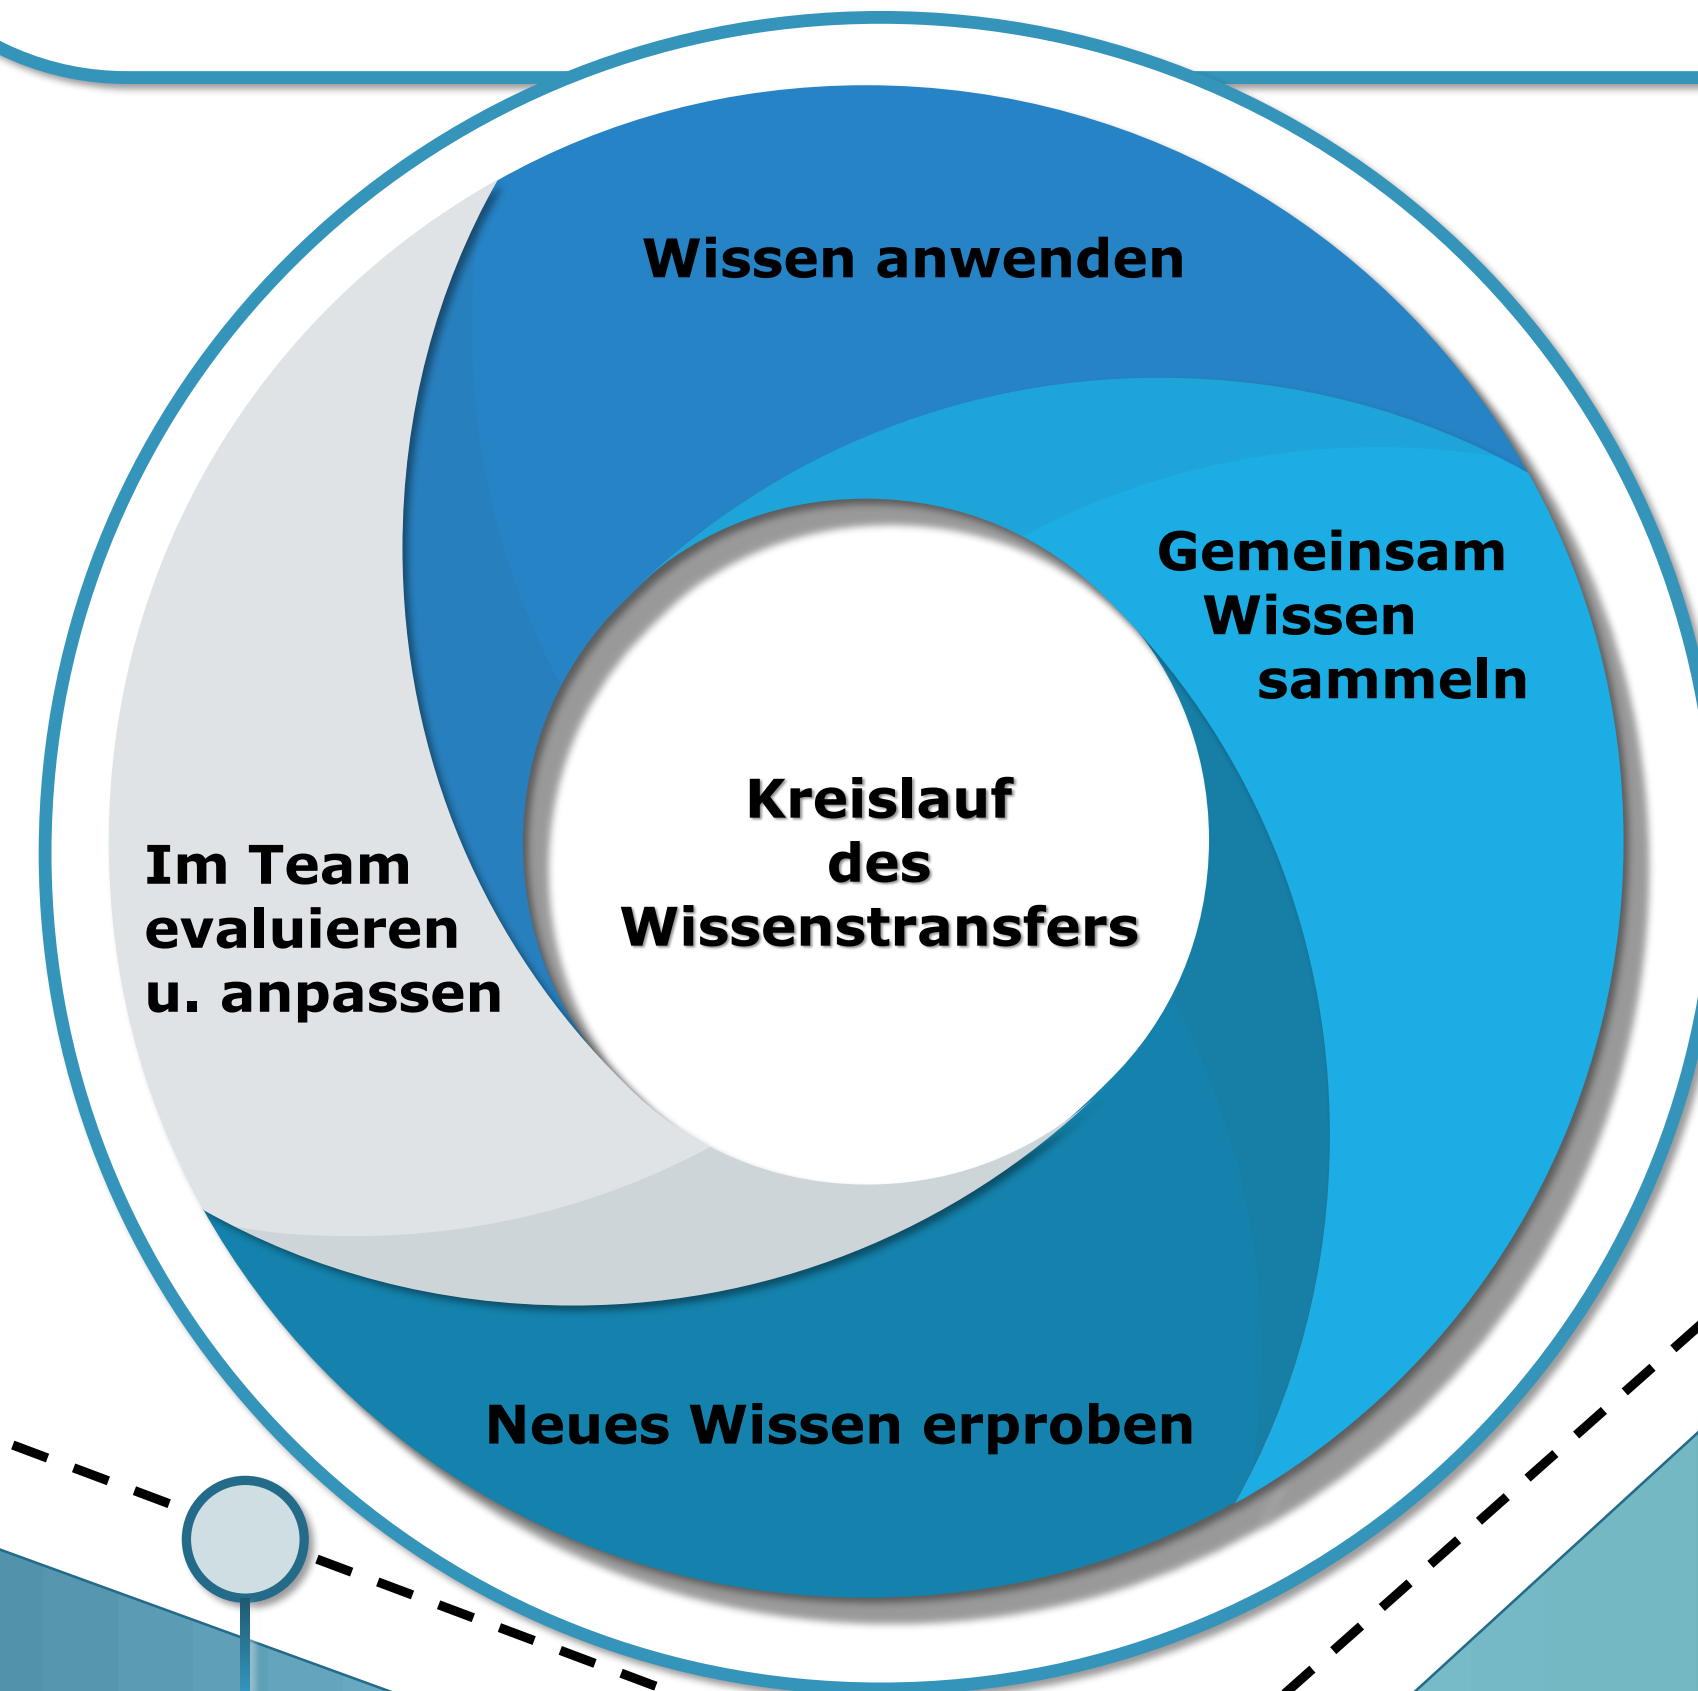 Wissen anwenden
Gemeinsam
Wissen
sammeln
Kreislauf
des
Wissenstransfers
Im Team
evaluieren
u. anpassen
Neues Wissen erproben